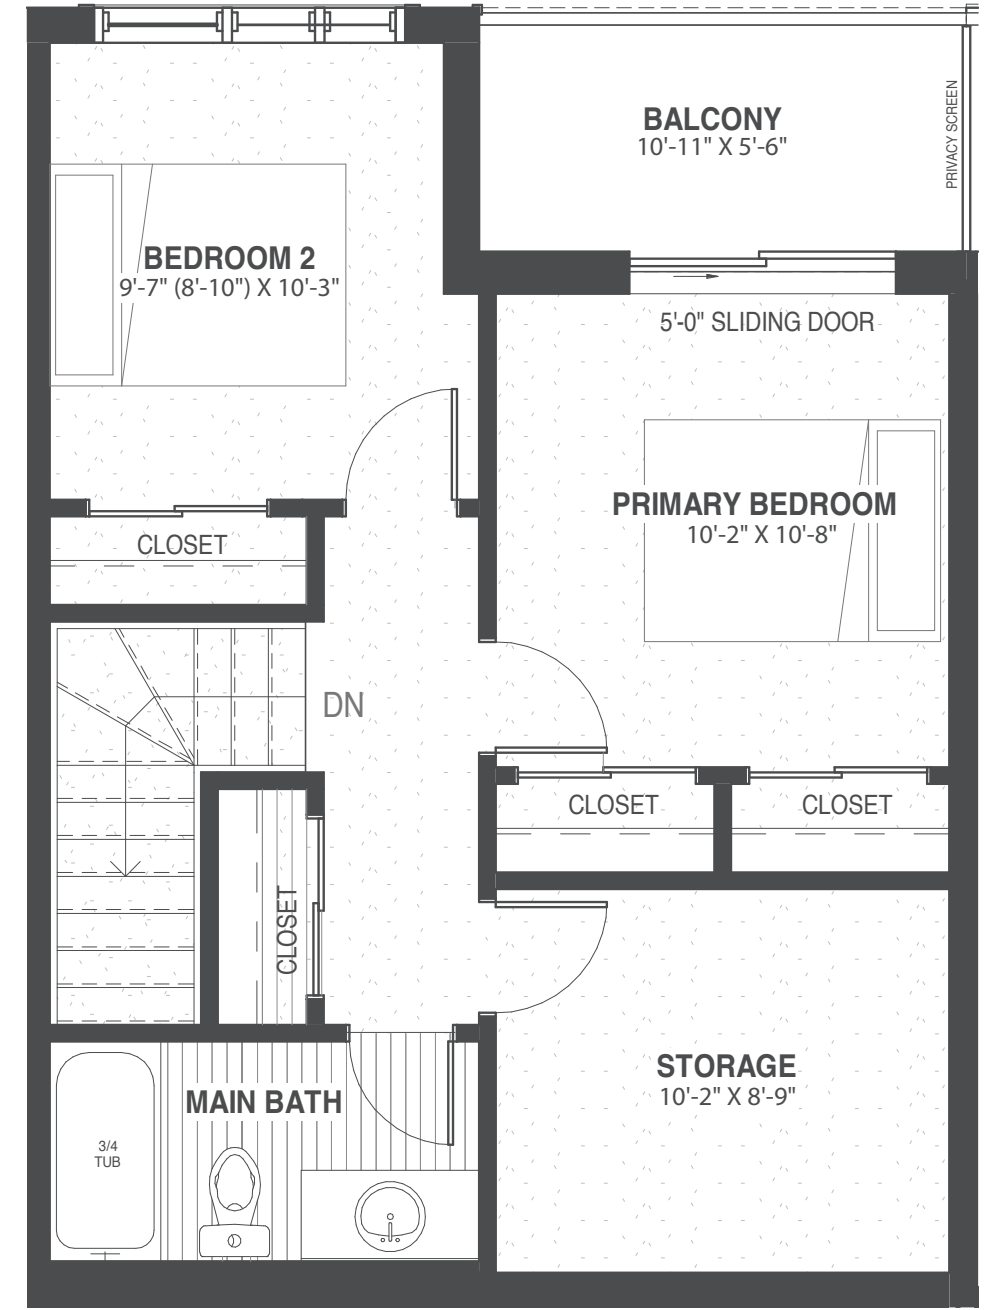 BALCONY
10'-11" X 5'-6"
PRIVACY SCREEN
BEDROOM 2
9'-7" (8'-10") X 10'-3"
5'-0" SLIDING DOOR
PRIMARY BEDROOM
10'-2" X 10'-8"
CLOSET
DN
CLOSET
CLOSET
CLOSET
STORAGE
10'-2" X 8'-9"
MAIN BATH
3/4
TUB